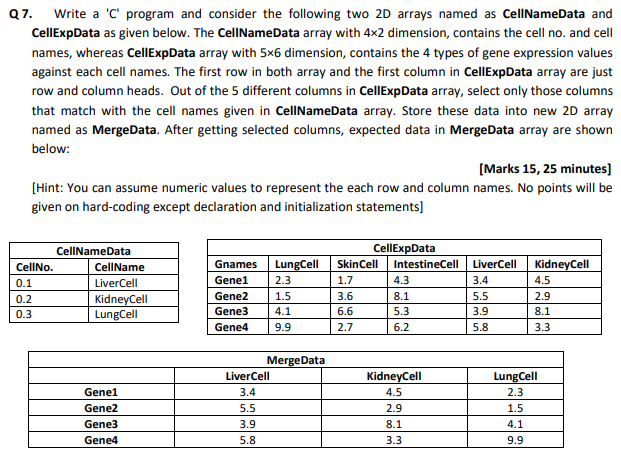 Q 7. Write a 'C' program and consider the following two 2D arrays named as CellNameData and
CellExpData as given below. The CellNameData array with 4×2 dimension, contains the cell no. and cell
names, whereas CellExpData array with 5×6 dimension, contains the 4 types of gene expression values
against each cell names. The first row in both array and the first column in CellExpData array are just
row and column heads. Out of the 5 different columns in CellExpData array, select only those columns
that match with the cell names given in CellNameData array. Store these data into new 2D array
named as MergeData. After getting selected columns, expected data in MergeData array are shown
below:
[Marks 15, 25 minutes]
[Hint: You can assume numeric values to represent the each row and column names. No points will be
given on hard-coding except declaration and initialization statements]
CellNameData
CellNo. CellName
0.1 LiverCell
0.2 KidneyCell
0.3 LungCell
CellExpData
Gnames LungCell SkinCell IntestineCell LiverCell KidneyCell
Gene1 2.3 1.7 4.3 3.4 4.5
Gene2 1.5 3.6 8.1 5.5 2.9
Gene3 4.1 6.6 5.3 3.9 8.1
Gene4 9.9 2.7 6.2 5.8 3.3
MergeData
LiverCell KidneyCell LungCell
Gene1 3.4 4.5 2.3
Gene2 5.5 2.9 1.5
Gene3 3.9 8.1 4.1
Gene4 5.8 3.3 9.9